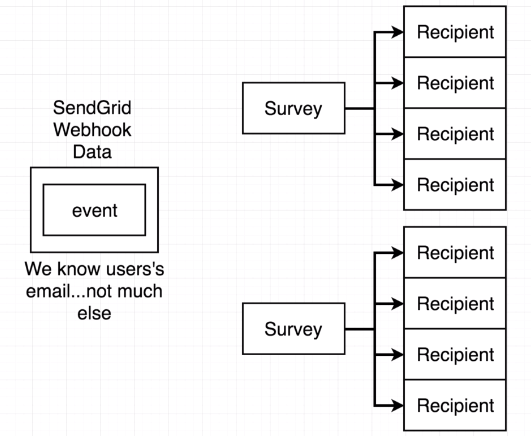 SendGrid
Webhook
Data
event
We know users's
email...not much
else
Survey
Recipient
Recipient
Recipient
Recipient
Survey
Recipient
Recipient
Recipient
Recipient